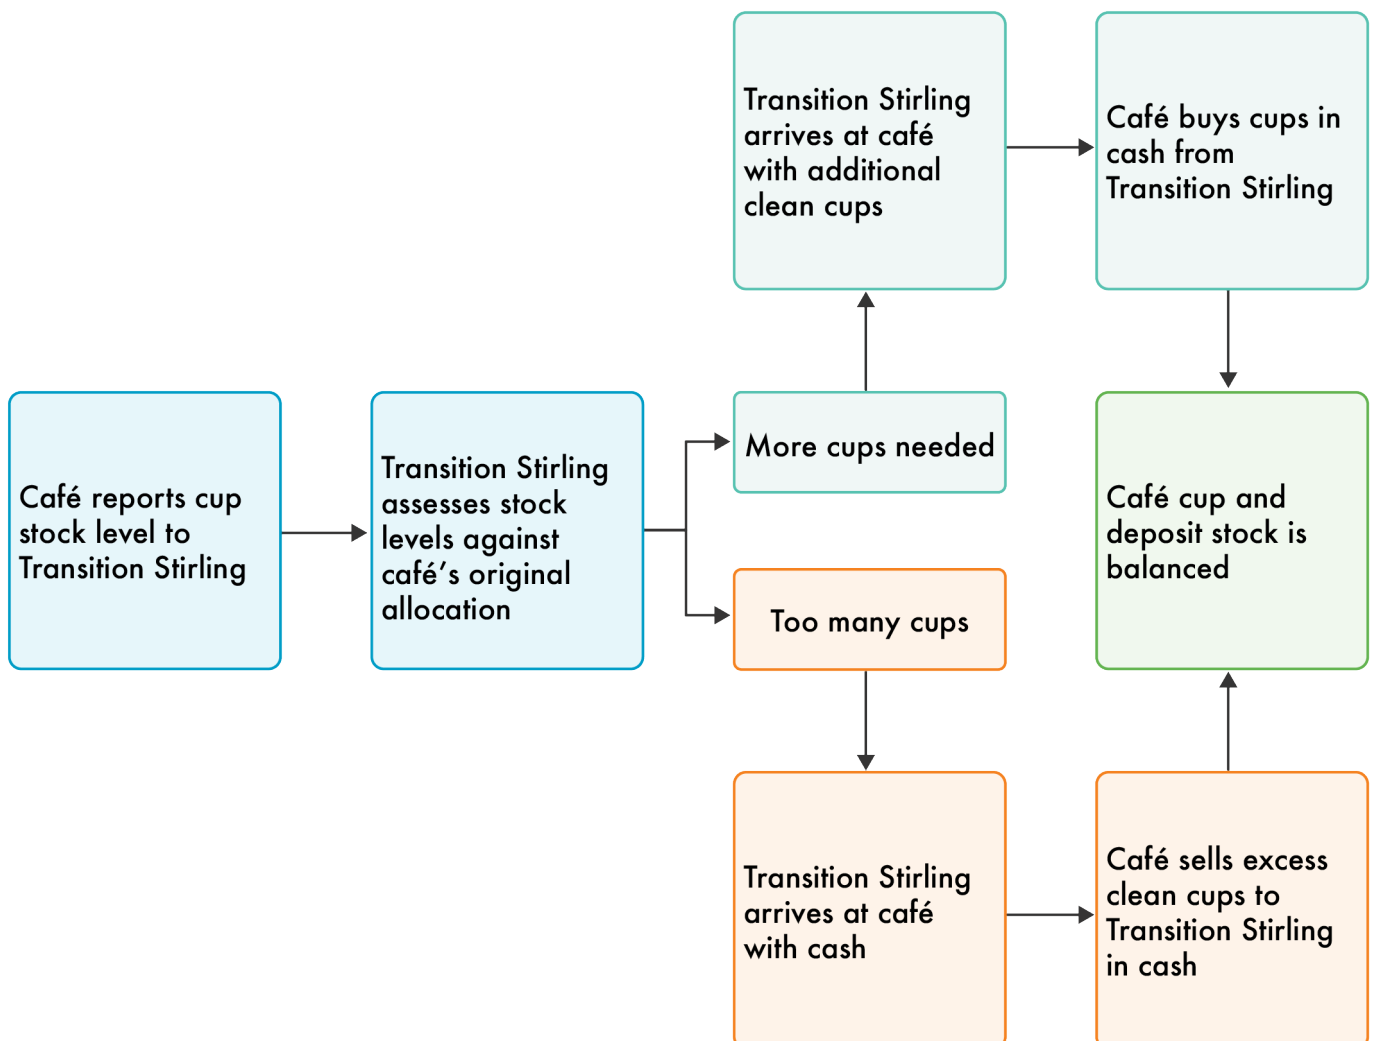 Café reports cup
stock level to
Transition Stirling
Transition Stirling
assesses stock
levels against
café’s original
allocation
More cups needed
Transition Stirling
arrives at café
with additional
clean cups
Café buys cups in
cash from
Transition Stirling
Too many cups
Transition Stirling
arrives at café
with cash
Café sells excess
clean cups to
Transition Stirling
in cash
Café cup and
deposit stock is
balanced